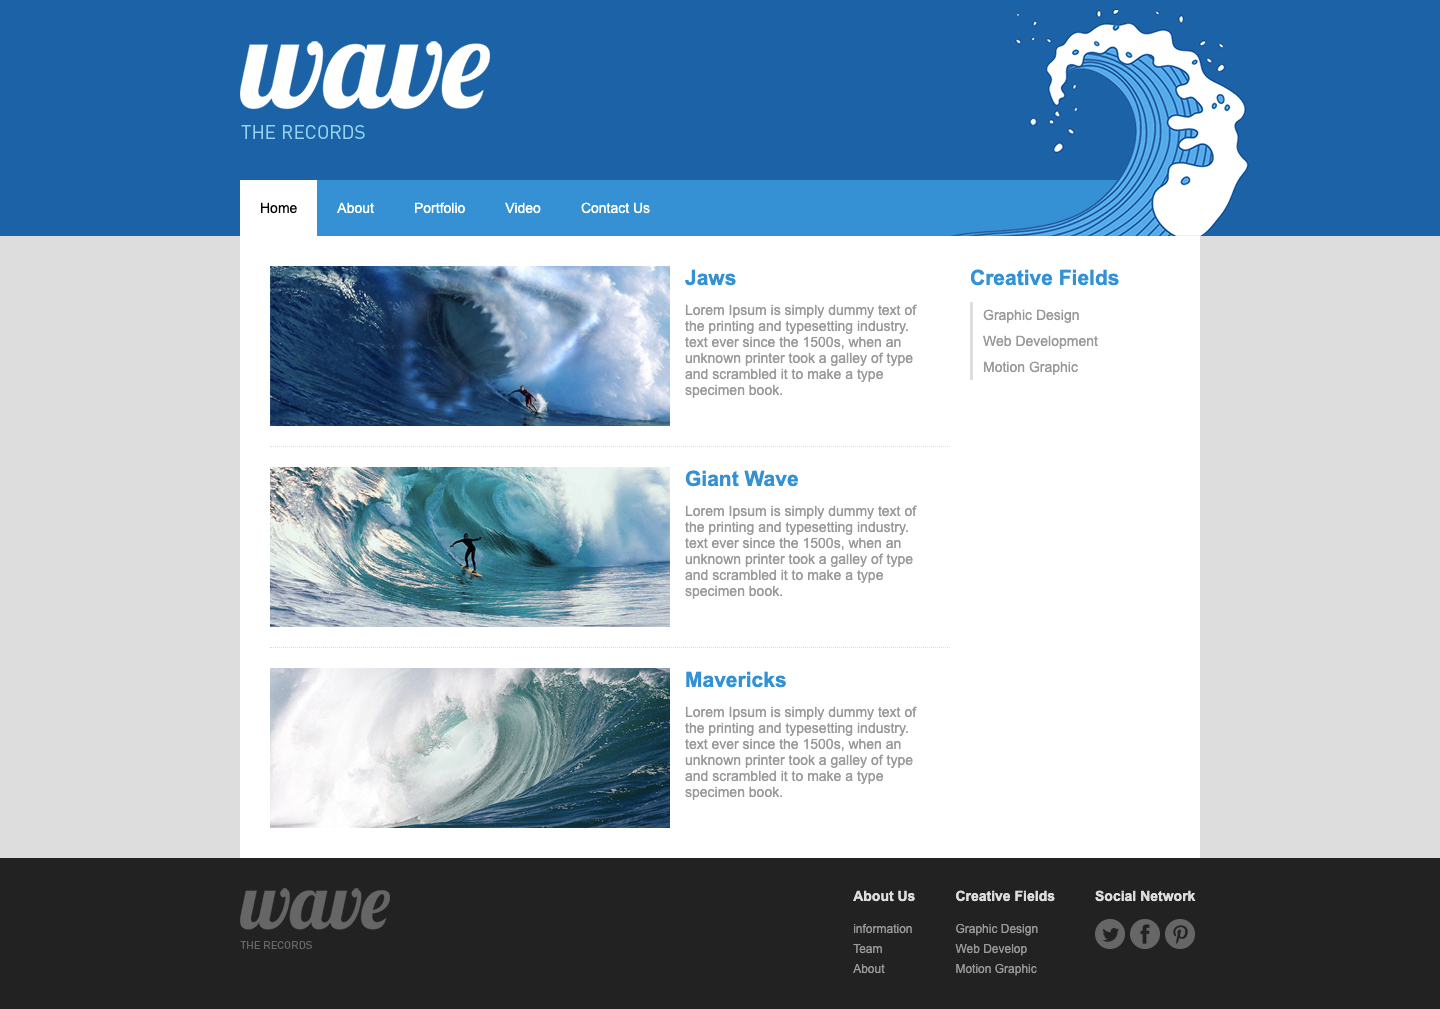 wave
THE RECORDS
Home About Portfolio Video Contact Us
Jaws
Lorem Ipsum is simply dummy text of
the printing and typesetting industry.
text ever since the 1500s, when an
unknown printer took a galley of type
and scrambled it to make a type
specimen book.
Giant Wave
Lorem Ipsum is simply dummy text of
the printing and typesetting industry.
text ever since the 1500s, when an
unknown printer took a galley of type
and scrambled it to make a type
specimen book.
Mavericks
Lorem Ipsum is simply dummy text of
the printing and typesetting industry.
text ever since the 1500s, when an
unknown printer took a galley of type
and scrambled it to make a type
specimen book.
Creative Fields
Graphic Design
Web Development
Motion Graphic
wave
THE RECORDS
About Us
information
Team
About
Creative Fields
Graphic Design
Web Develop
Motion Graphic
Social Network